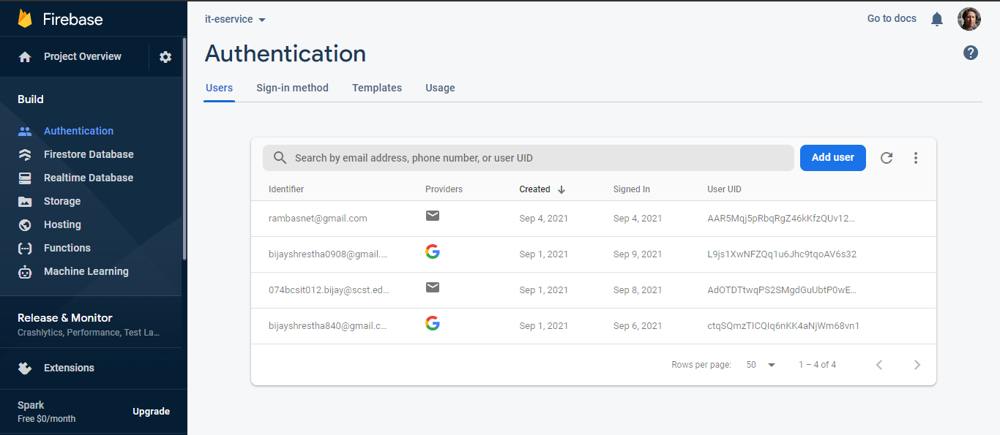 Firebase
Project Overview
Build
Authentication
Firestore Database
Realtime Database
Storage
Hosting
Functions
Machine Learning
Release & Monitor
Crashlytics, Performance, Test La...
Extensions
Spark
Free $0/month
Upgrade
it-eservice
Go to docs
Authentication
Users Sign-in method Templates Usage
Search by email address, phone number, or user UID
Add user
Identifier Providers Created Signed In User UID
rambasnet@gmail.com Sep 4, 2021 Sep 4, 2021 AAR5Mqj5pRbqRgZ46kKfzQUv12...
bijayshrestha0908@gmail.... Sep 1, 2021 Sep 9, 2021 L9js1XwNFZQq1u6Jhc9tqoAV6s32
074bcsit012.bijay@scst.ed... Sep 1, 2021 Sep 8, 2021 AdOTDTtwqPS2SMgdGuUbtP0wE...
bijayshrestha840@gmail.c... Sep 1, 2021 Sep 6, 2021 ctqSQmzTICQIq6nKK4aNjWm68vn1
Rows per page: 50 1 – 4 of 4